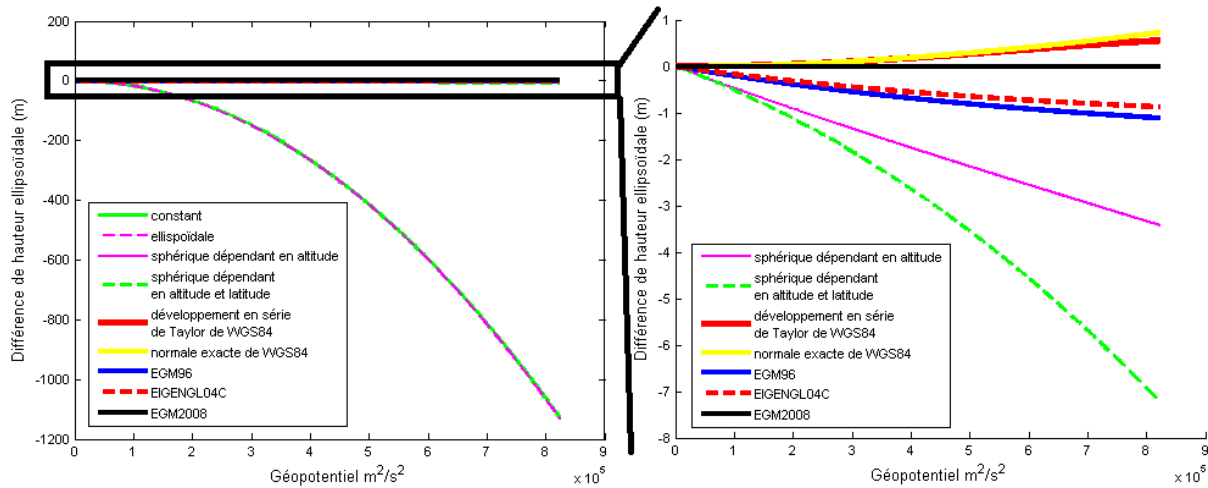 200
0
-200
-400
-600
-800
-1000
-1200
Différence de hauteur ellipsoïdale (m)
constant
ellispoïdale
sphérique dépendant en altitude
sphérique dépendant
en altitude et latitude
développement en série
de Taylor de WGS84
normale exacte de WGS84
EGM96
EIGENGL04C
EGM2008
0 1 2 3 4 5 6 7 8 9
Géopotentiel m²/s²
x 10⁵
1
0
-1
-2
-3
-4
-5
-6
-7
-8
Différence de hauteur ellipsoïdale (m)
sphérique dépendant en altitude
sphérique dépendant
en altitude et latitude
développement en série
de Taylor de WGS84
normale exacte de WGS84
EGM96
EIGENGL04C
EGM2008
0 1 2 3 4 5 6 7 8 9
Géopotentiel m²/s²
x 10⁵